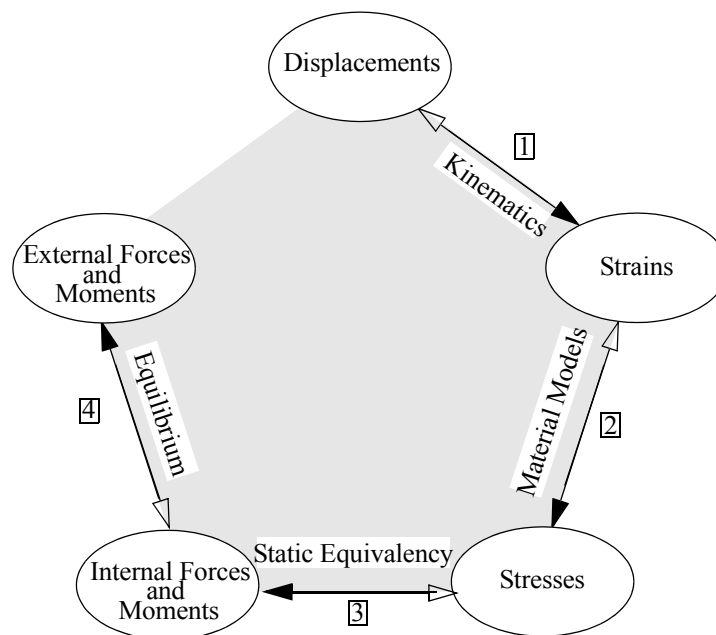 Displacements
1
Kinematics
External Forces
and
Moments
Strains
Equilibrium
4
Material Models
2
Static Equivalency
Internal Forces
and
Moments
3
Stresses